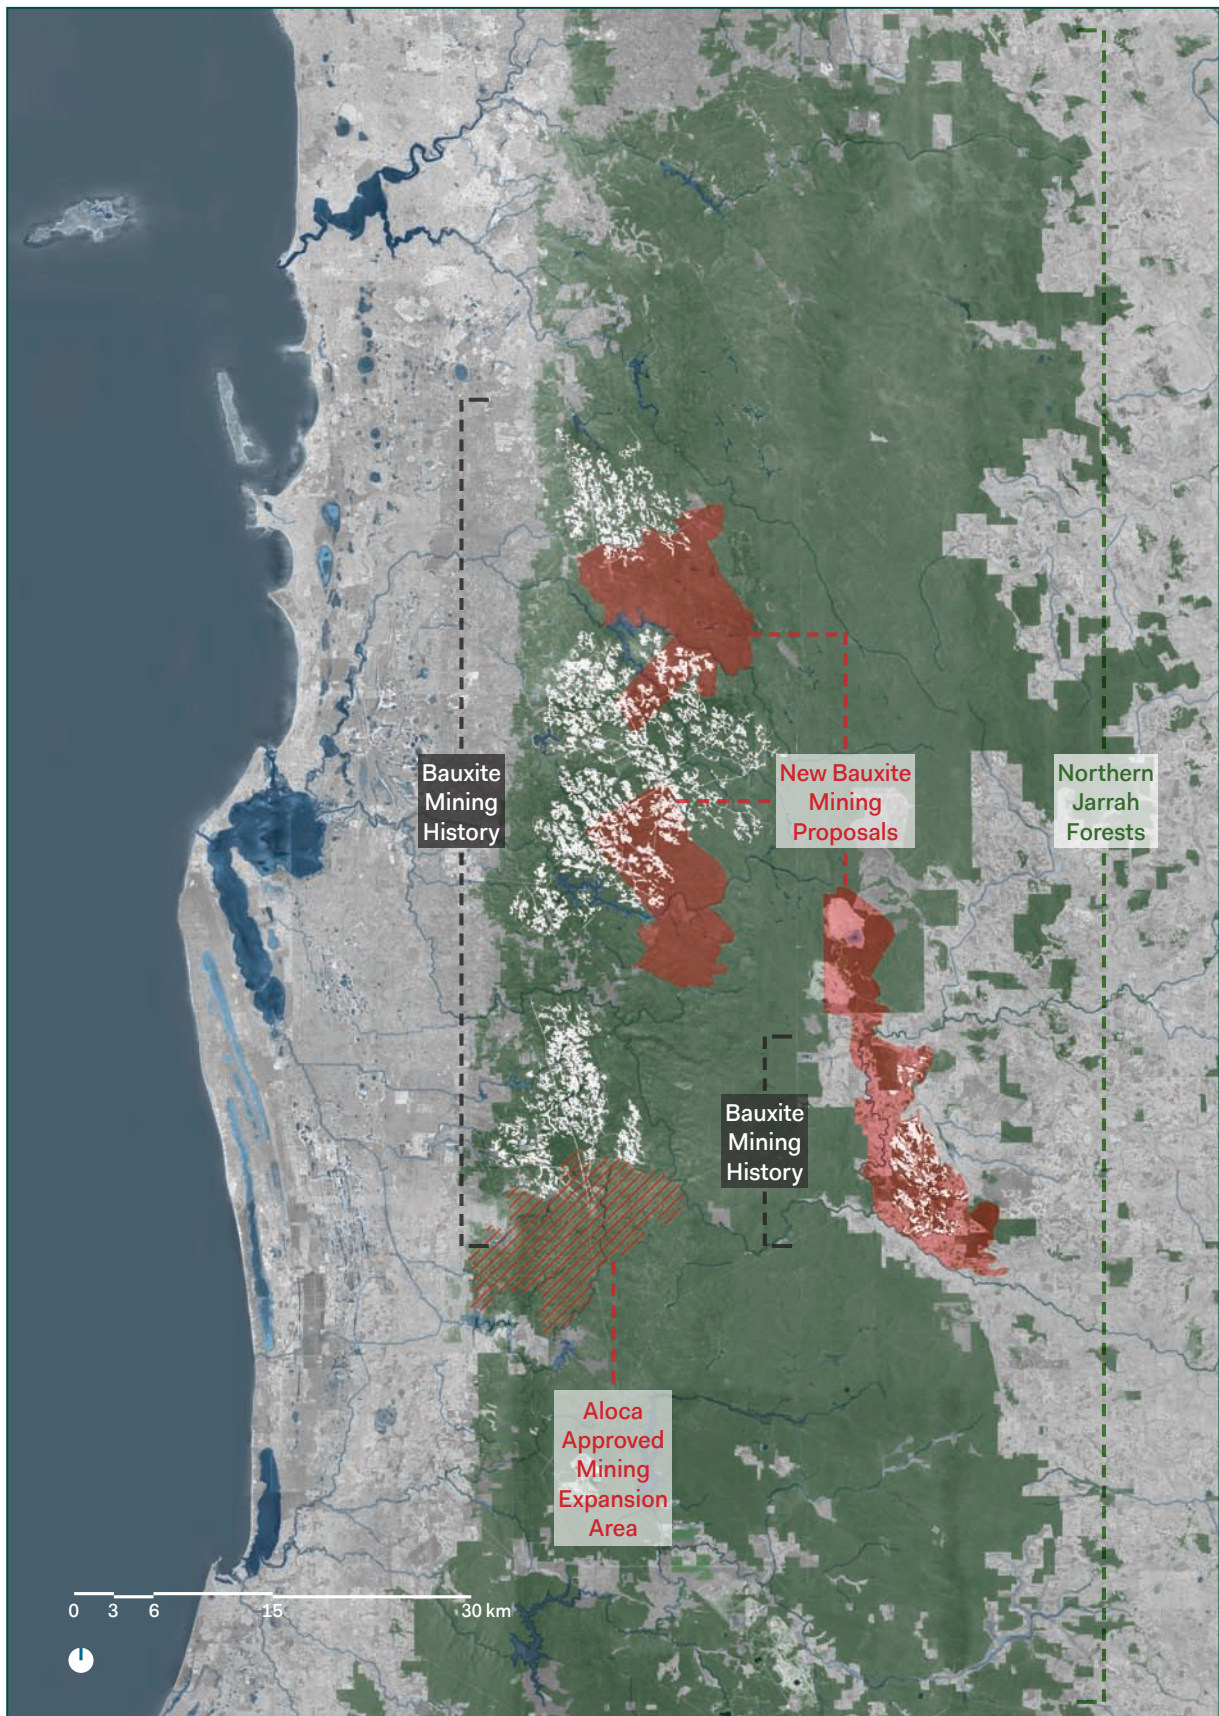 Bauxite
Mining
History
New Bauxite
Mining
Proposals
Northern
Jarrah
Forests
Bauxite
Mining
History
Aloca
Approved
Mining
Expansion
Area
0 3 6 15 30 km